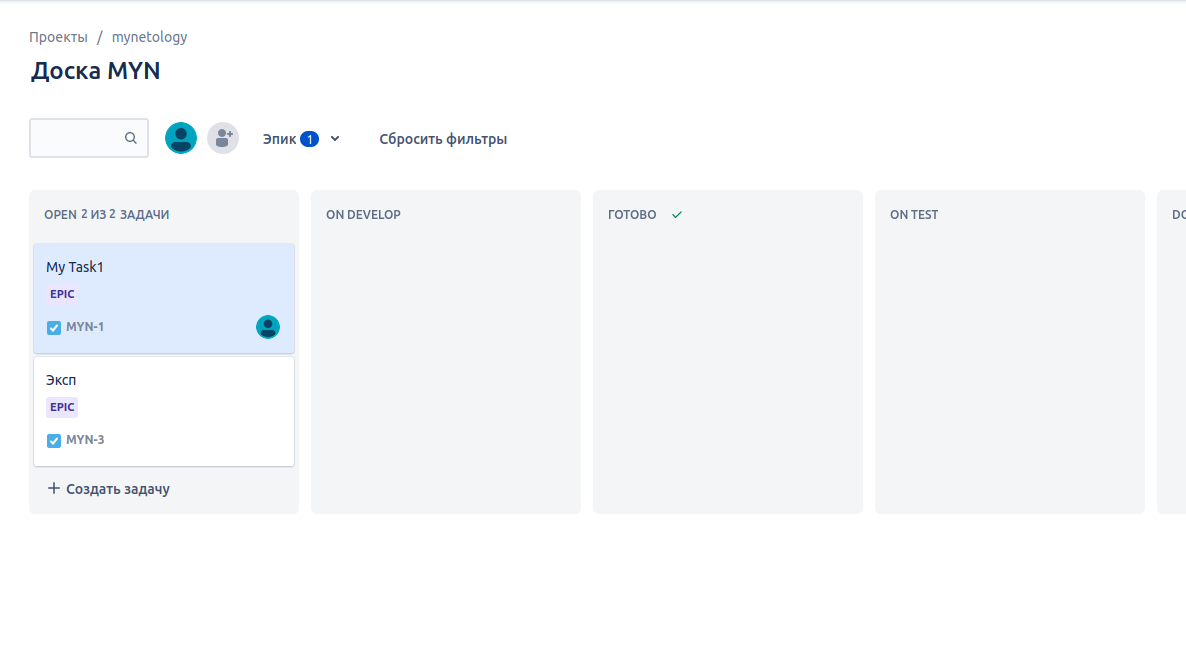 Проекты / mynetology
Доска MYN
Эпик 1 Сбросить фильтры
OPEN 2 ИЗ 2 ЗАДАЧИ
My Task1
EPIC
MYN-1
Эксп
EPIC
MYN-3
Создать задачу
ON DEVELOP
ГОТОВО
ON TEST